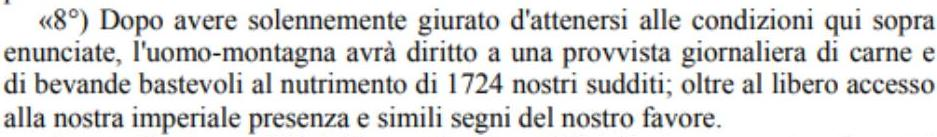 «8°) Dopo avere solennemente giurato d'attenersi alle condizioni qui sopra
enunciate, l'uomo-montagna avrà diritto a una provvista giornaliera di carne e
di bevande bastevoli al nutrimento di 1724 nostri sudditi; oltre al libero accesso
alla nostra imperiale presenza e simili segni del nostro favore.